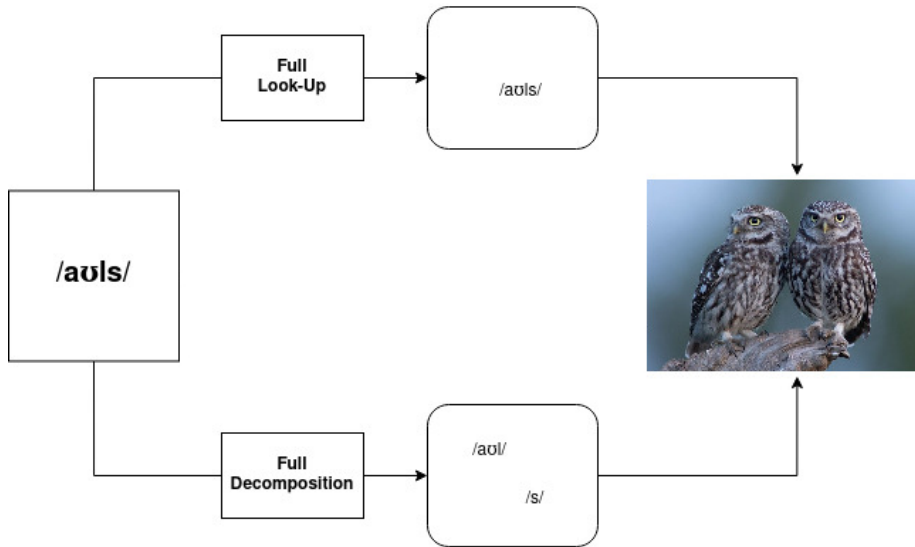 Full
Look-Up
/aʊls/
/aʊls/
Full
Decomposition
/aʊl/
/s/